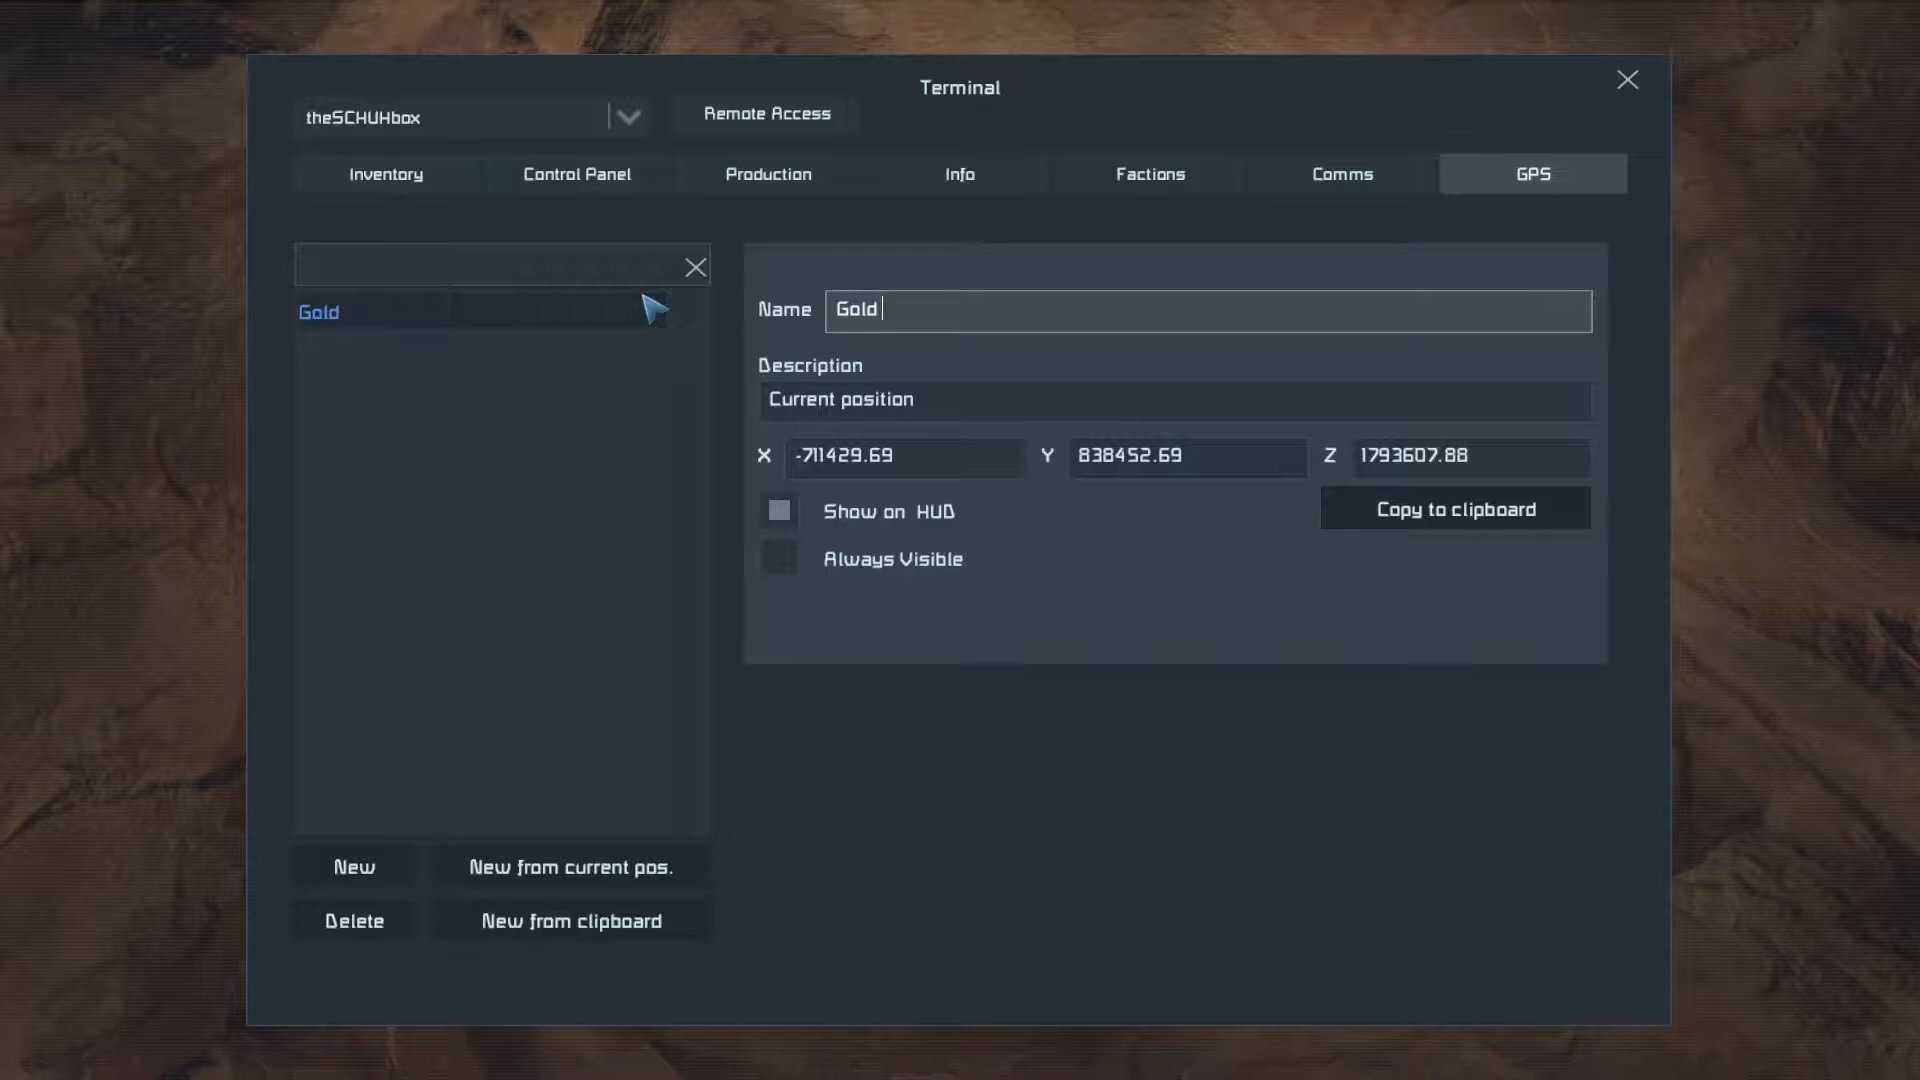 Terminal
theSCHUHbox
Remote Access
Inventory Control Panel Production Info Factions Comms GPS
Gold
Name Gold
Description
Current position
X -711429.69 Y 838452.69 Z 1793607.88
Show on HUD
Copy to clipboard
Always Visible
New New from current pos.
Delete New from clipboard